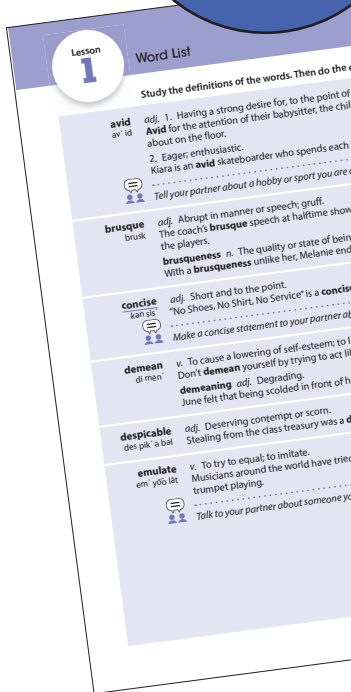 Lesson
1
Word List
Study the definitions of the words. Then do the
avid
av´ id
adj. 1. Having a strong desire for, to the point of
Avid for the attention of their babysitter, the chil
about on the floor.
2. Eager; enthusiastic.
Kiara is an avid skateboarder who spends each
Tell your partner about a hobby or sport you are
brusque
brusk
adj. Abrupt in manner or speech; gruff.
The coach's brusque speech at halftime show
the players.
brusqueness n. The quality or state of bein
With a brusqueness unlike her, Melanie end
concise
kən sīs´
adj. Short and to the point.
“No Shoes, No Shirt, No Service” is a concise
Make a concise statement to your partner ab
demean
di mēn´
v. To cause a lowering of self-esteem; to l
Don't demean yourself by trying to act lik
demeaning adj. Degrading.
June felt that being scolded in front of h
despicable
des pik´ ə bəl
adj. Deserving contempt or scorn.
Stealing from the class treasury was a d
emulate
em´ yo͞o lāt
v. To try to equal; to imitate.
Musicians around the world have tried
trumpet playing.
Talk to your partner about someone yo